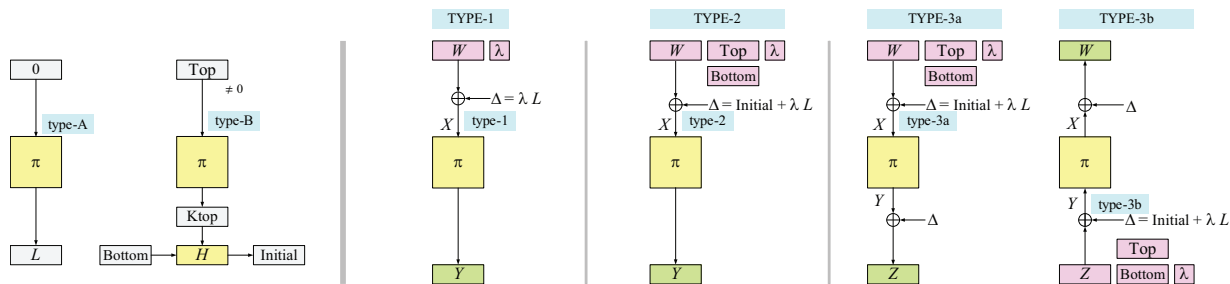 0
type-A
π
L
Top
≠ 0
type-B
π
Ktop
Bottom
H
Initial
TYPE-1
W
λ
Δ = λ L
X
type-1
π
Y
TYPE-2
W
Top
λ
Bottom
Δ = Initial + λ L
X
type-2
π
Y
TYPE-3a
W
Top
λ
Bottom
Δ = Initial + λ L
X
type-3a
π
Y
Δ
Z
TYPE-3b
W
Δ
X
π
Y
type-3b
Δ = Initial + λ L
Top
Z
Bottom
λ